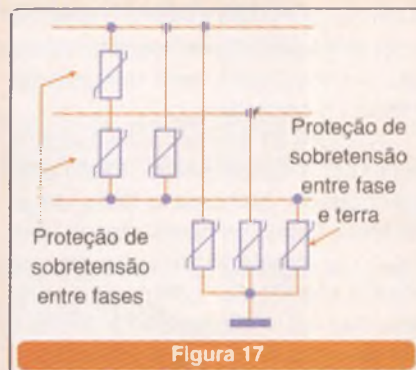 Proteção de
sobretensão
entre fase
e terra
Proteção de
sobretensão
entre fases
Figura 17